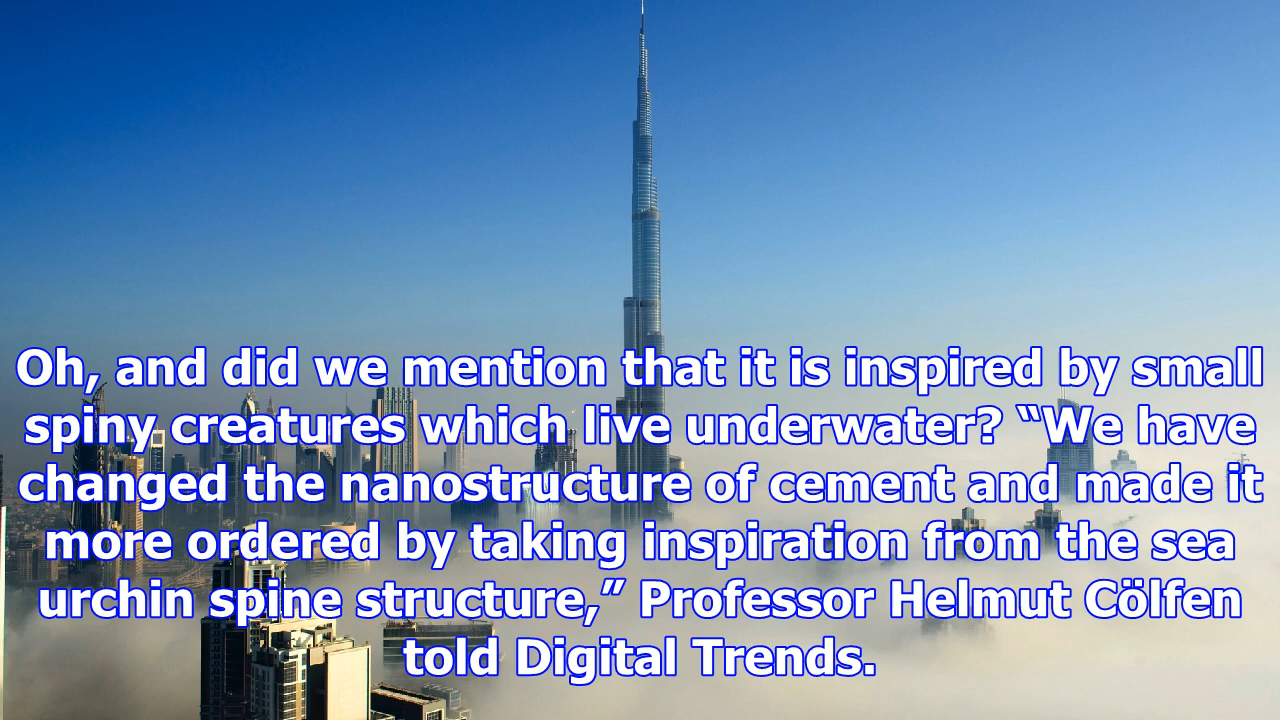 Oh, and did we mention that it is inspired by small
spiny creatures which live underwater? “We have
changed the nanostructure of cement and made it
more ordered by taking inspiration from the sea
urchin spine structure,” Professor Helmut Cölfen
told Digital Trends.